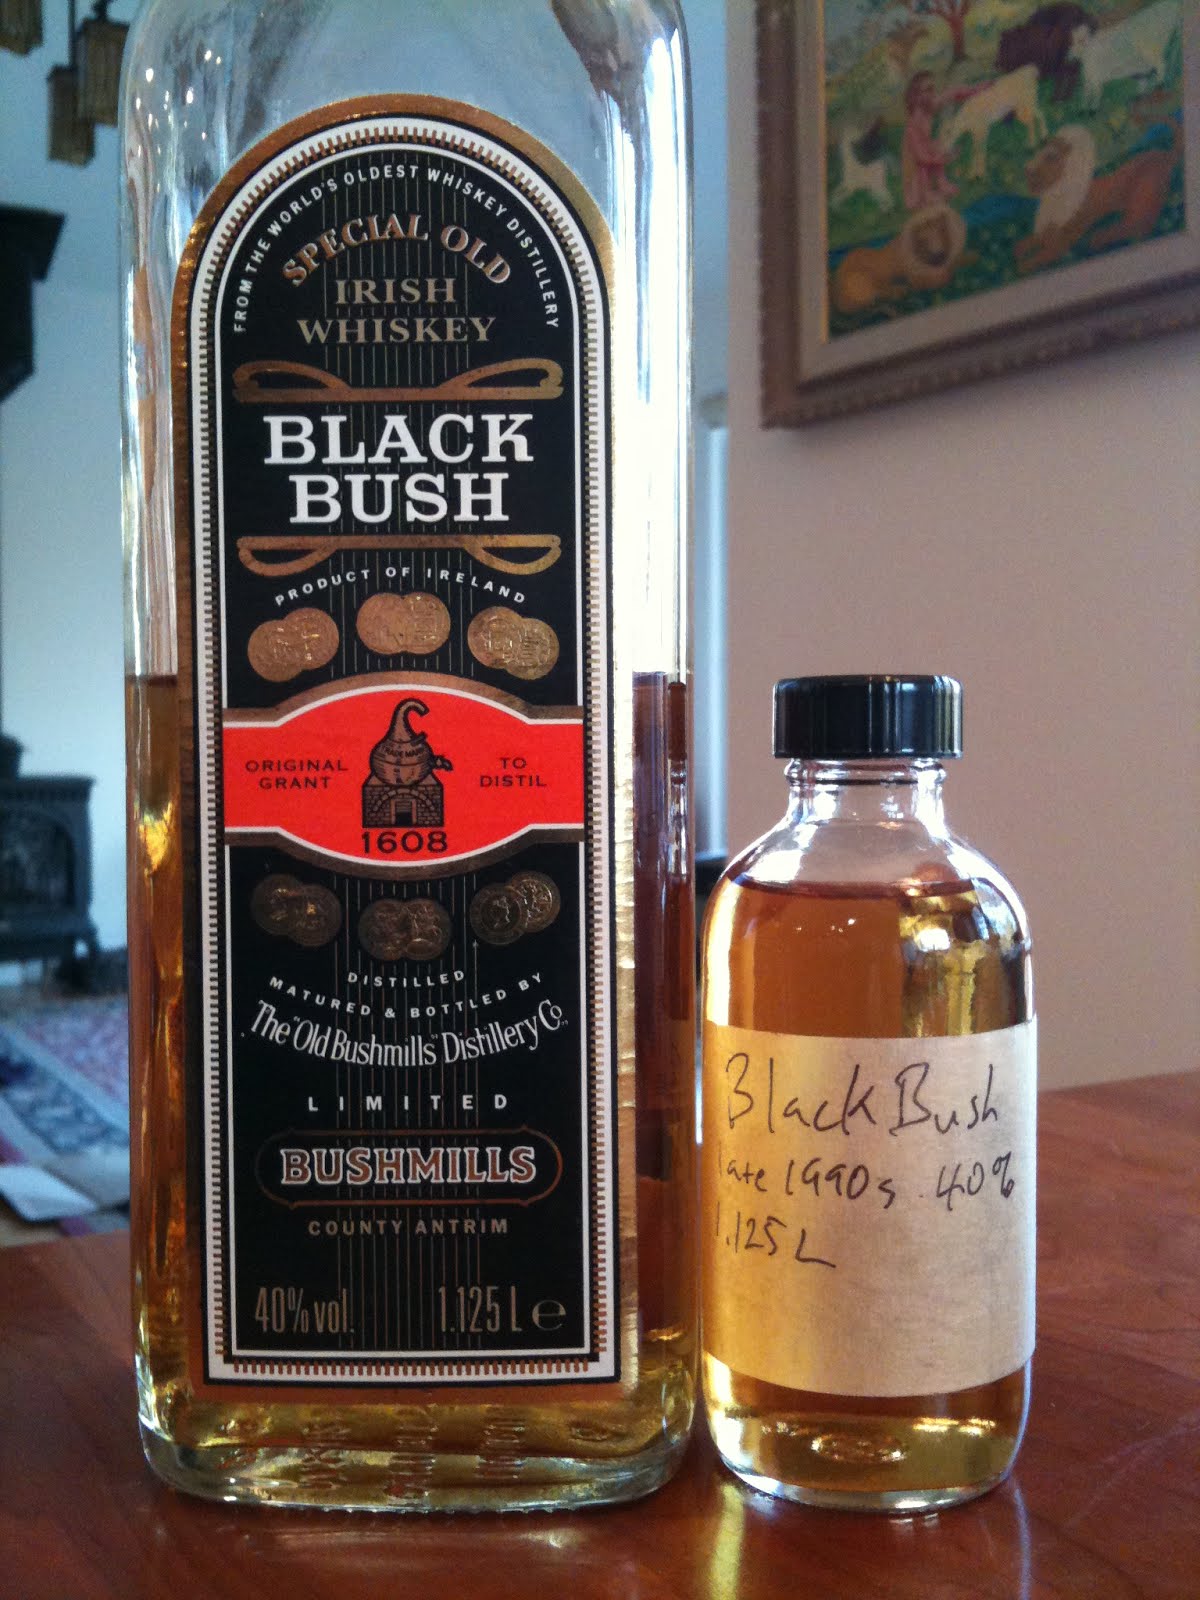 FROM THE WORLD'S OLDEST WHISKEY DISTILLERY
SPECIAL OLD
IRISH
WHISKEY
BLACK
BUSH
PRODUCT OF IRELAND
TRADE MARK
ORIGINAL
GRANT
TO
DISTIL
1608
DISTILLED
MATURED & BOTTLED BY
The "Old Bushmills" Distillery Co.
LIMITED
BUSHMILLS
COUNTY ANTRIM
40% vol. 1.125 L e
Black Bush
late 1990s 40%
1.125 L